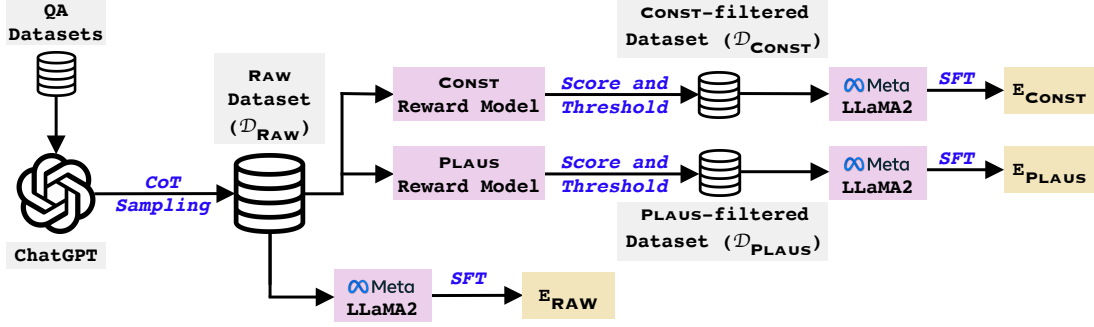 QA
Datasets
ChatGPT
CoT
Sampling
RAW
Dataset
(𝒟RAW)
CONST
Reward Model
Score and
Threshold
CONST-filtered
Dataset (𝒟CONST)
Meta
LLaMA2
SFT
ECONST
PLAUS
Reward Model
Score and
Threshold
PLAUS-filtered
Dataset (𝒟PLAUS)
Meta
LLaMA2
SFT
EPLAUS
Meta
LLaMA2
SFT
ERAW